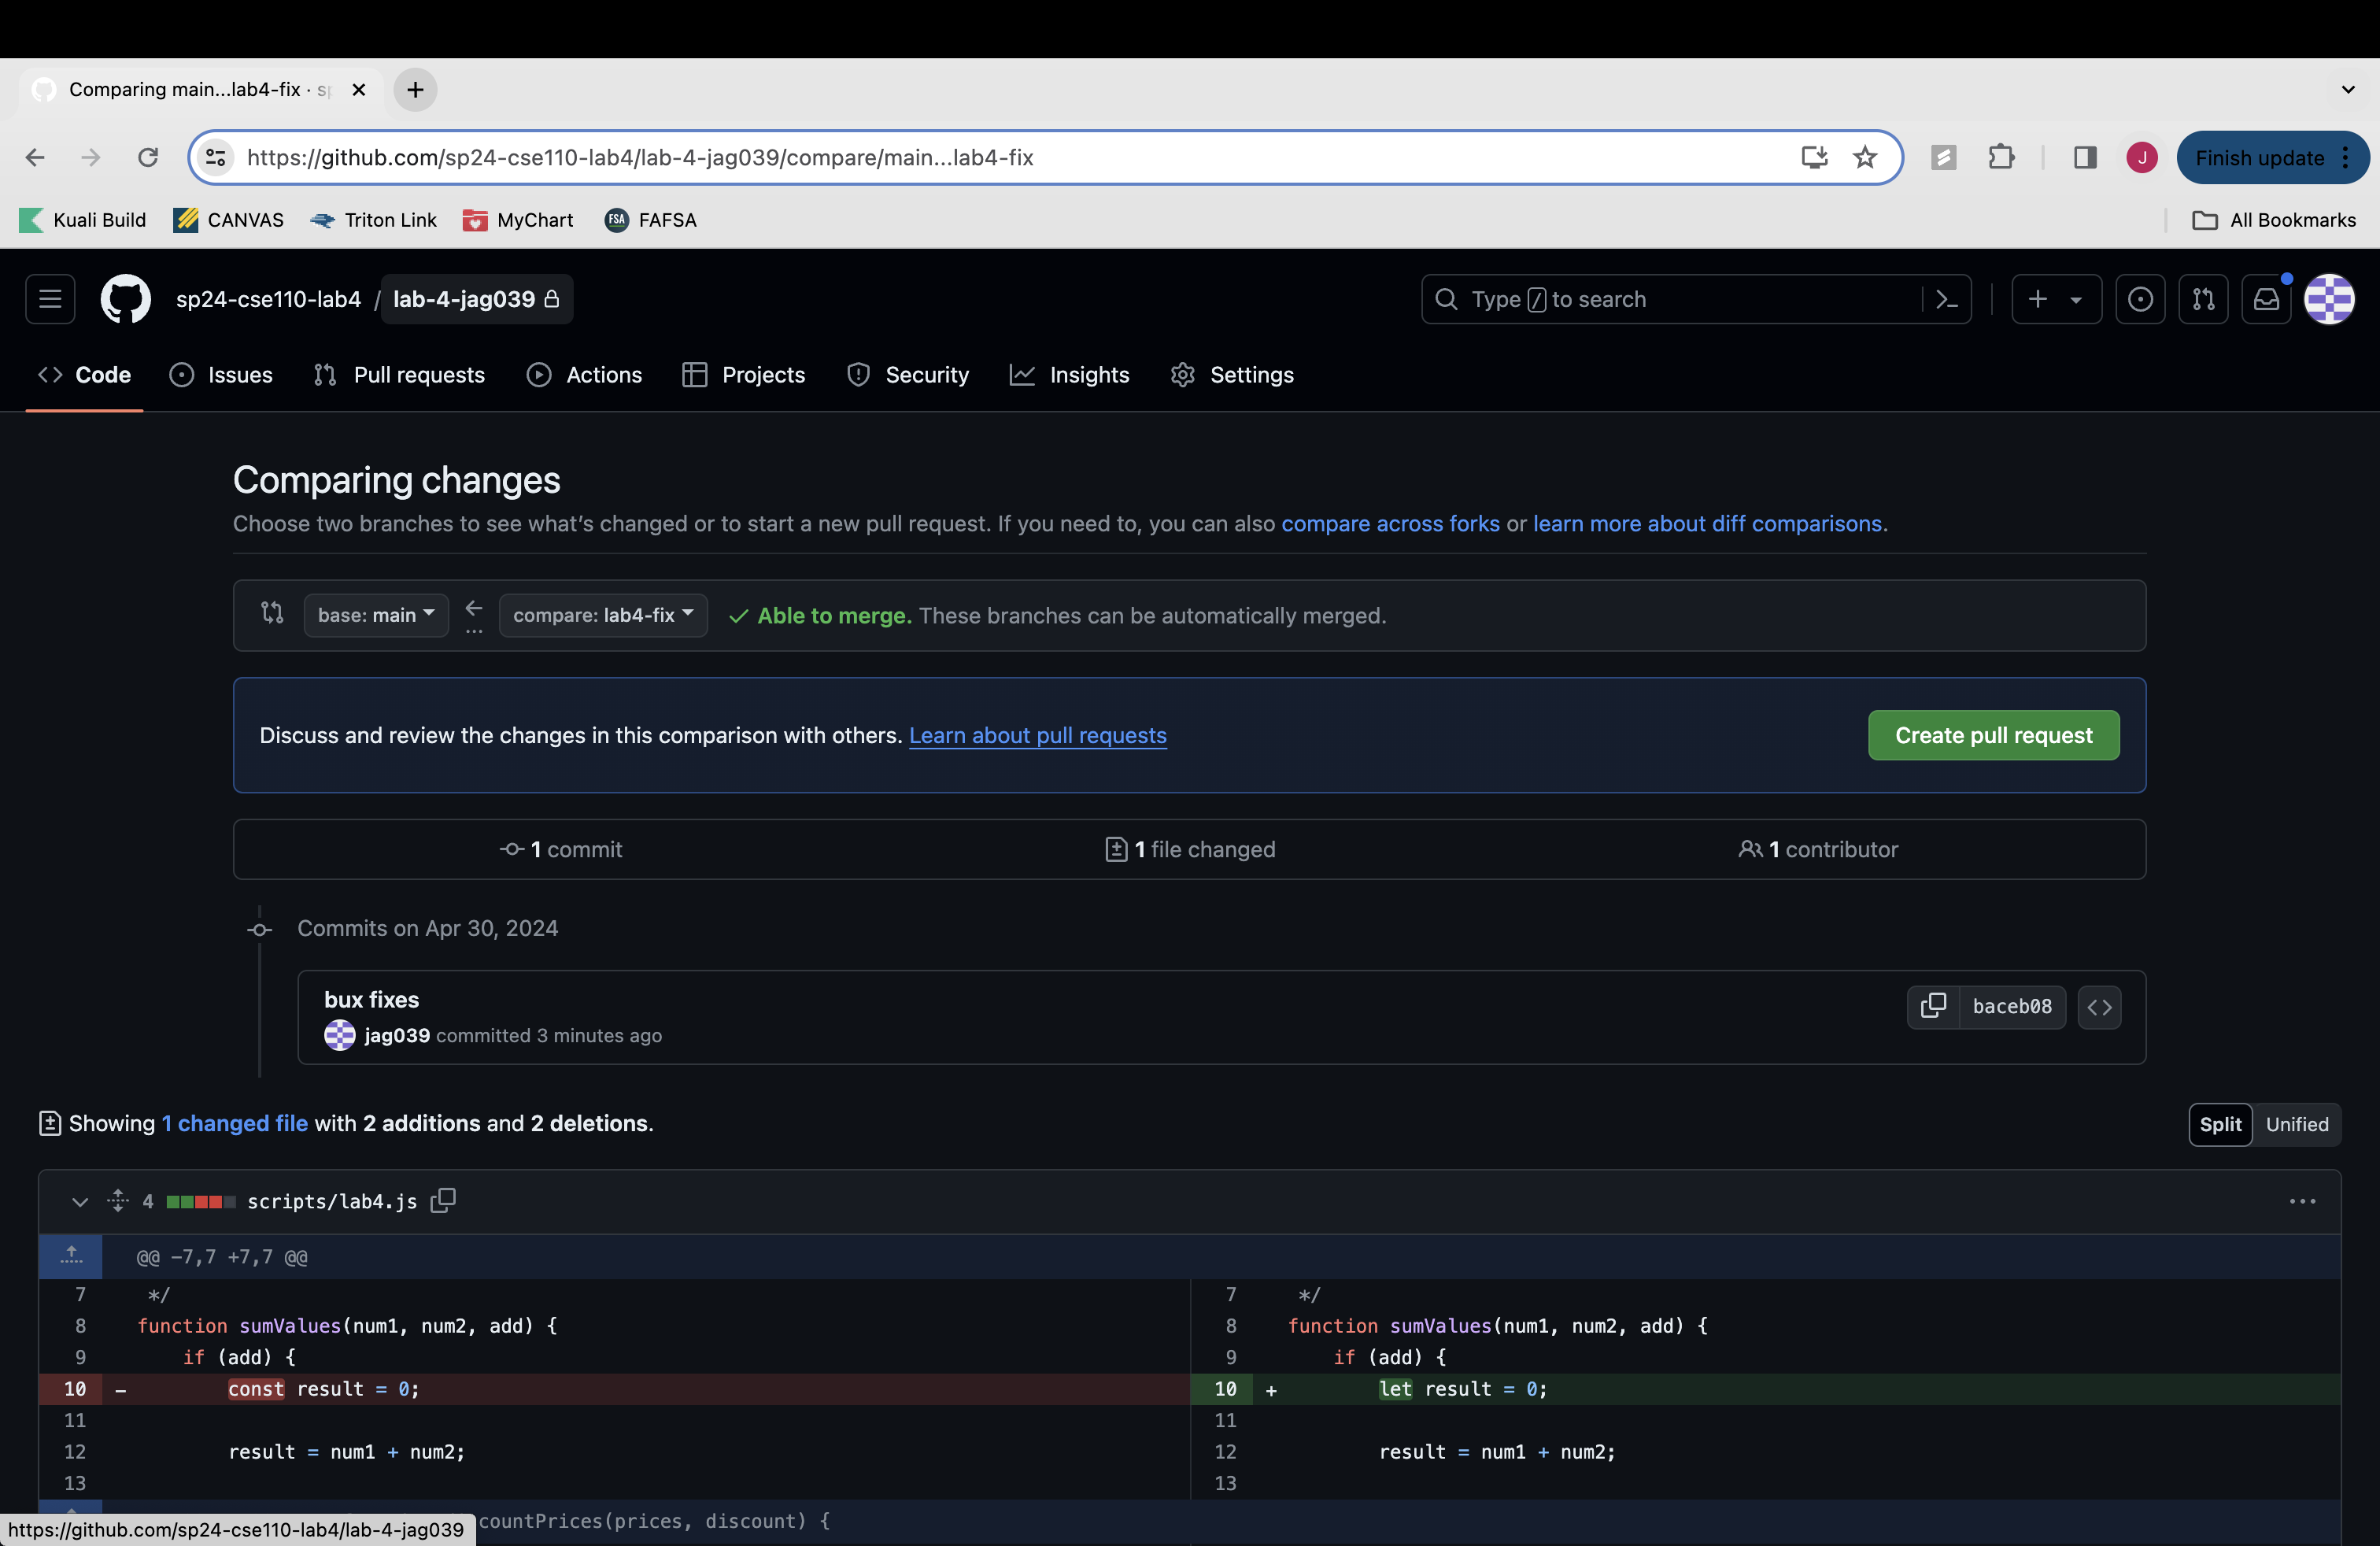 Comparing main...lab4-fix · sp
https://github.com/sp24-cse110-lab4/lab-4-jag039/compare/main...lab4-fix
J
Finish update
Kuali Build
CANVAS
Triton Link
MyChart
FSA
FAFSA
All Bookmarks
sp24-cse110-lab4 / lab-4-jag039
Type / to search
Code
Issues
Pull requests
Actions
Projects
Security
Insights
Settings
Comparing changes
Choose two branches to see what’s changed or to start a new pull request. If you need to, you can also compare across forks or learn more about diff comparisons.
base: main
...
compare: lab4-fix
Able to merge. These branches can be automatically merged.
Discuss and review the changes in this comparison with others. Learn about pull requests
Create pull request
1 commit
1 file changed
1 contributor
Commits on Apr 30, 2024
bux fixes
baceb08
jag039 committed 3 minutes ago
Showing 1 changed file with 2 additions and 2 deletions.
Split
Unified
4 scripts/lab4.js
@@ -7,7 +7,7 @@
7 */
8 function sumValues(num1, num2, add) {
9 if (add) {
10 - const result = 0;
11
12 result = num1 + num2;
13
7 */
8 function sumValues(num1, num2, add) {
9 if (add) {
10 + let result = 0;
11
12 result = num1 + num2;
13
countPrices(prices, discount) {
https://github.com/sp24-cse110-lab4/lab-4-jag039